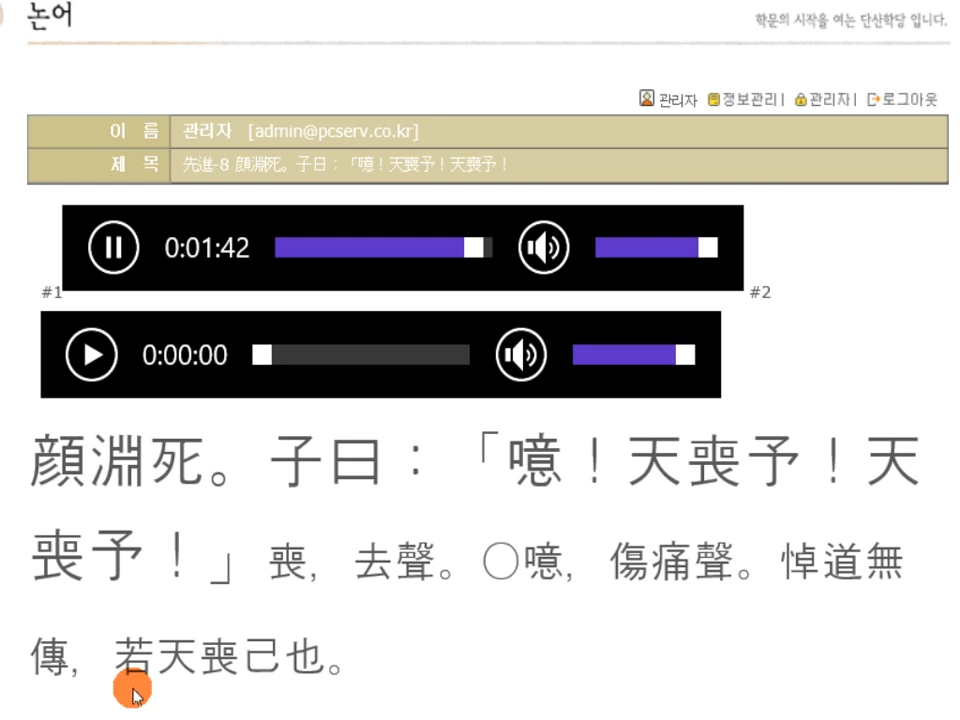 논어
학문의 시작을 여는 단산학당 입니다.
관리자 정보관리 | 관리자 | 로그아웃
이 름 관리자 [admin@pcserv.co.kr]
제 목 先進-8 顔淵死。子曰：「噫！天喪予！天喪予！
0:01:42
#1 #2
0:00:00
顔淵死。子曰：「噫！天喪予！天
喪予！」喪, 去聲。○噫, 傷痛聲。悼道無
傳, 若天喪己也。